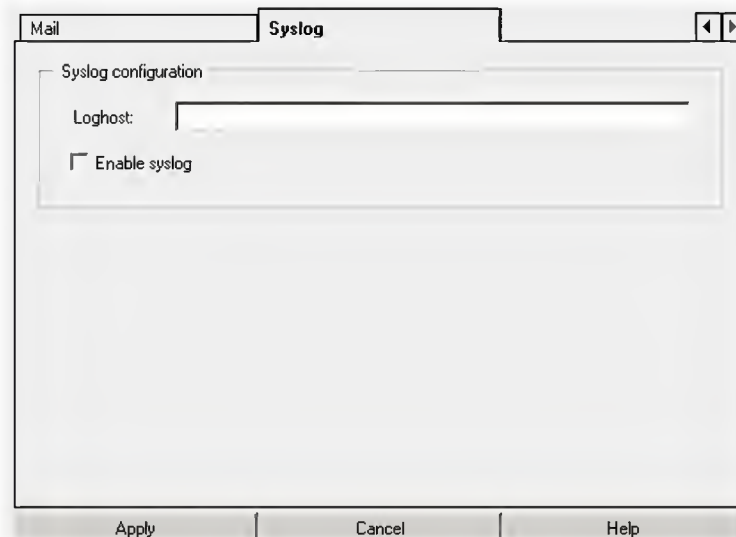 Mail Syslog
Syslog configuration
Loghost:
Enable syslog
Apply Cancel Help